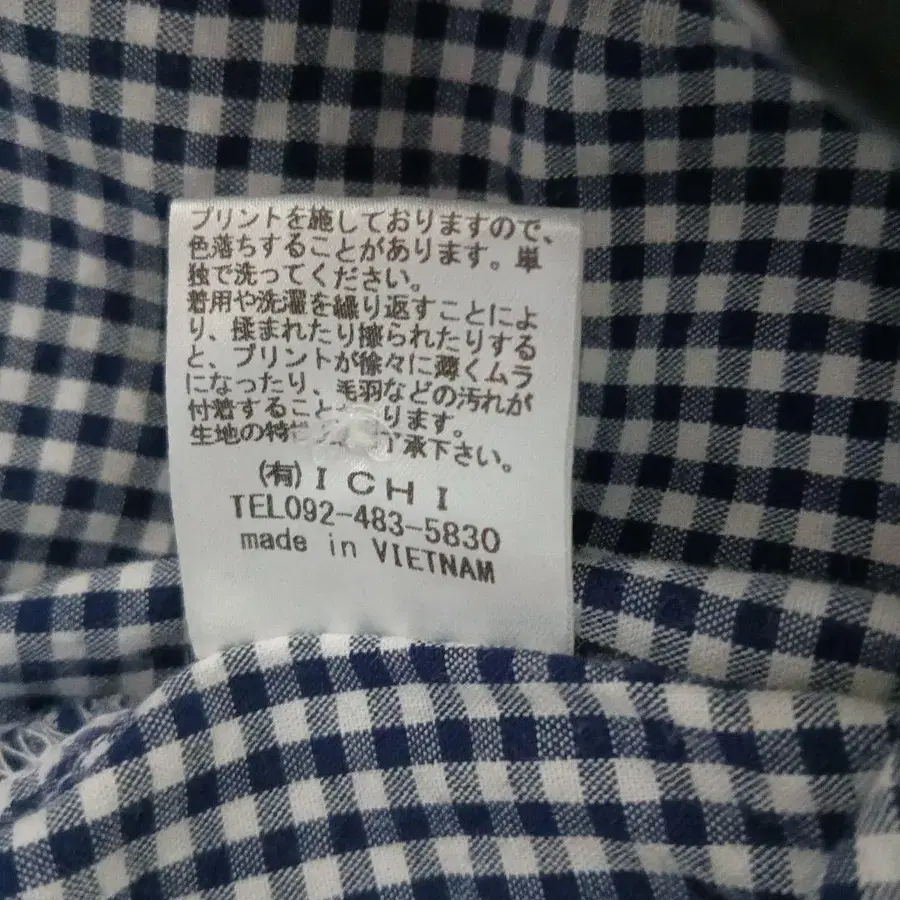 プリントを施しておりますので、
色落ちすることがあります。単
独で洗ってください。
着用や洗濯を繰り返すことによ
り、揉まれたり擦られたりする
と、プリントが徐々に薄くムラ
になったり、毛羽などの汚れが
付着すること ります。
生地の特 承下さい。
(有)ICHI
TEL092-483-5830
made in VIETNAM